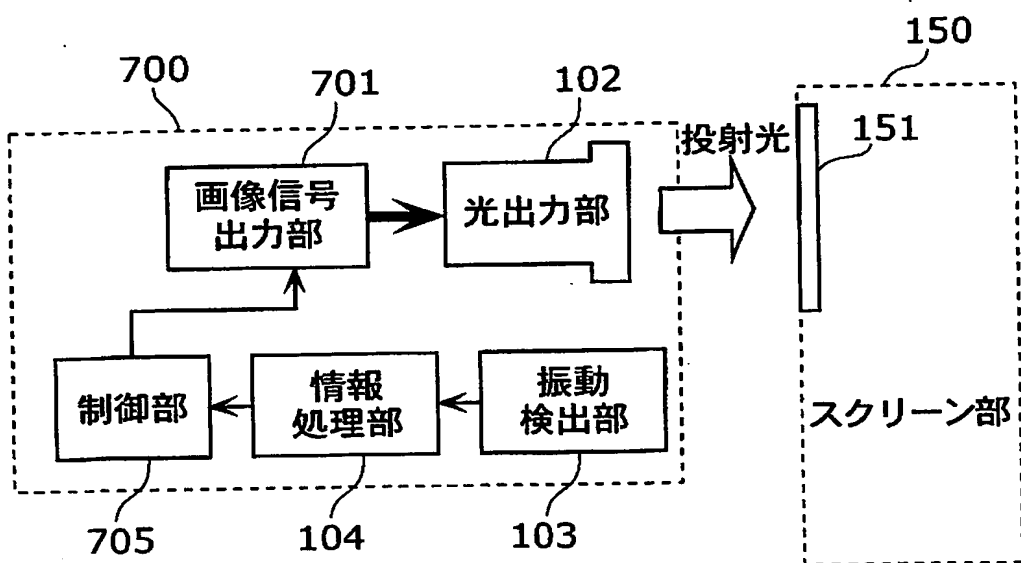 150
700
701
102
投射光
151
画像信号
出力部
光出力部
制御部
情報
処理部
振動
検出部
スクリーン部
705
104
103